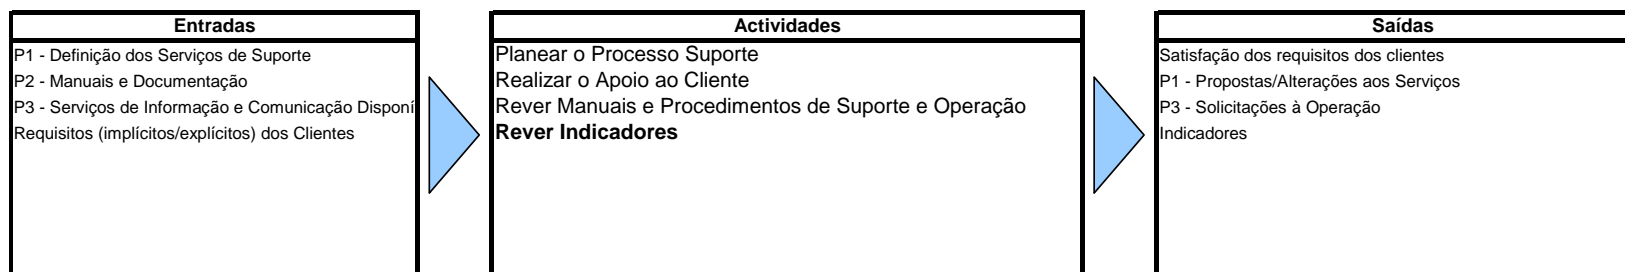 Entradas
P1 - Definição dos Serviços de Suporte
P2 - Manuais e Documentação
P3 - Serviços de Informação e Comunicação Disponí
Requisitos (implícitos/explícitos) dos Clientes
Actividades
Planear o Processo Suporte
Realizar o Apoio ao Cliente
Rever Manuais e Procedimentos de Suporte e Operação
Rever Indicadores
Saídas
Satisfação dos requisitos dos clientes
P1 - Propostas/Alterações aos Serviços
P3 - Solicitações à Operação
Indicadores